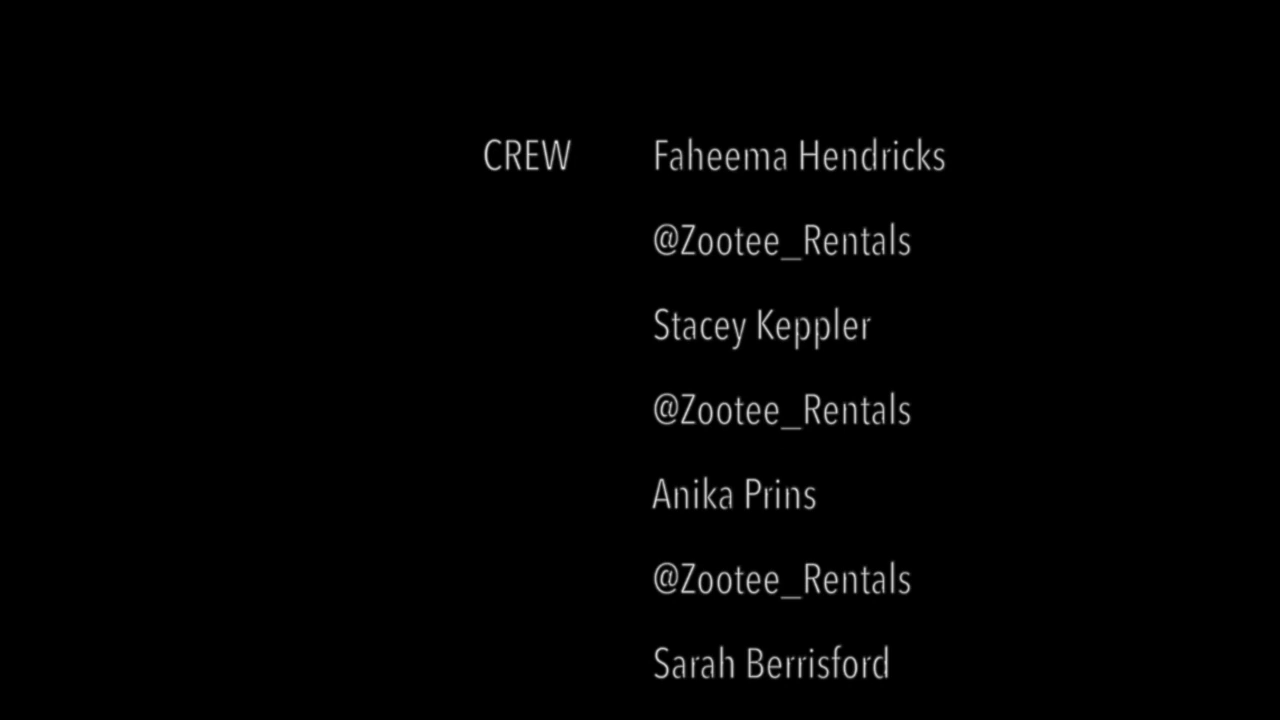 CREW Faheema Hendricks
@Zootee_Rentals
Stacey Keppler
@Zootee_Rentals
Anika Prins
@Zootee_Rentals
Sarah Berrisford